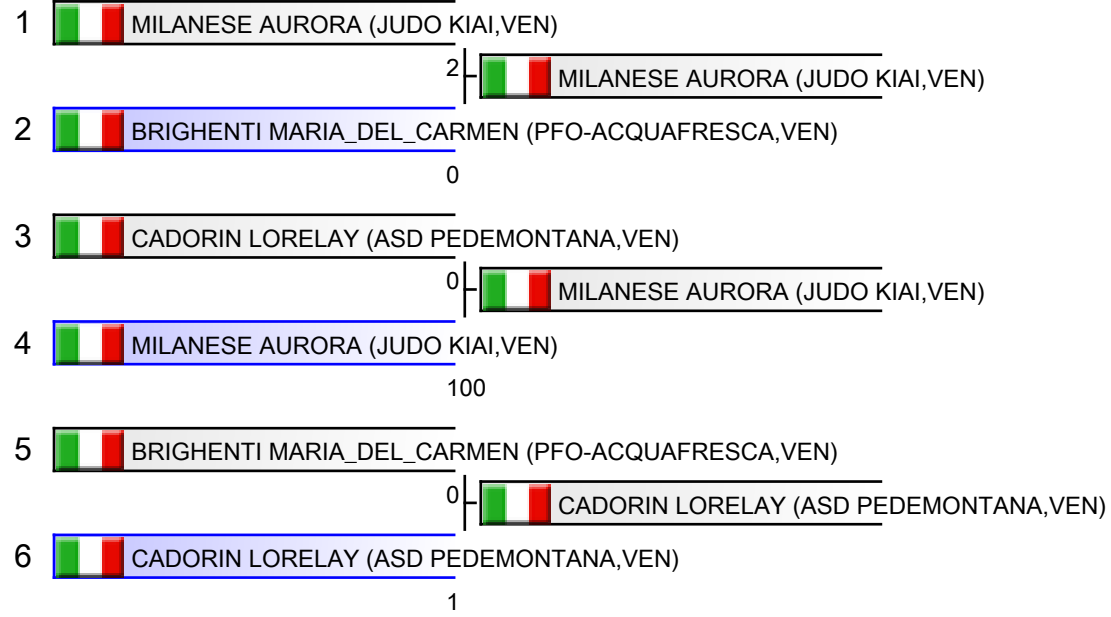 1 MILANESE AURORA (JUDO KIAI,VEN)
2 MILANESE AURORA (JUDO KIAI,VEN)
2 BRIGHENTI MARIA_DEL_CARMEN (PFO-ACQUAFRESCA,VEN)
0
3 CADORIN LORELAY (ASD PEDEMONTANA,VEN)
0 MILANESE AURORA (JUDO KIAI,VEN)
4 MILANESE AURORA (JUDO KIAI,VEN)
100
5 BRIGHENTI MARIA_DEL_CARMEN (PFO-ACQUAFRESCA,VEN)
0 CADORIN LORELAY (ASD PEDEMONTANA,VEN)
6 CADORIN LORELAY (ASD PEDEMONTANA,VEN)
1